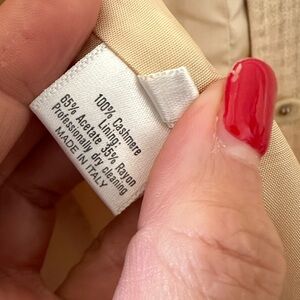 100% Cashmere
Lining:
65% Acetate 35% Rayon
Professionally dry cleaning
MADE IN ITALY